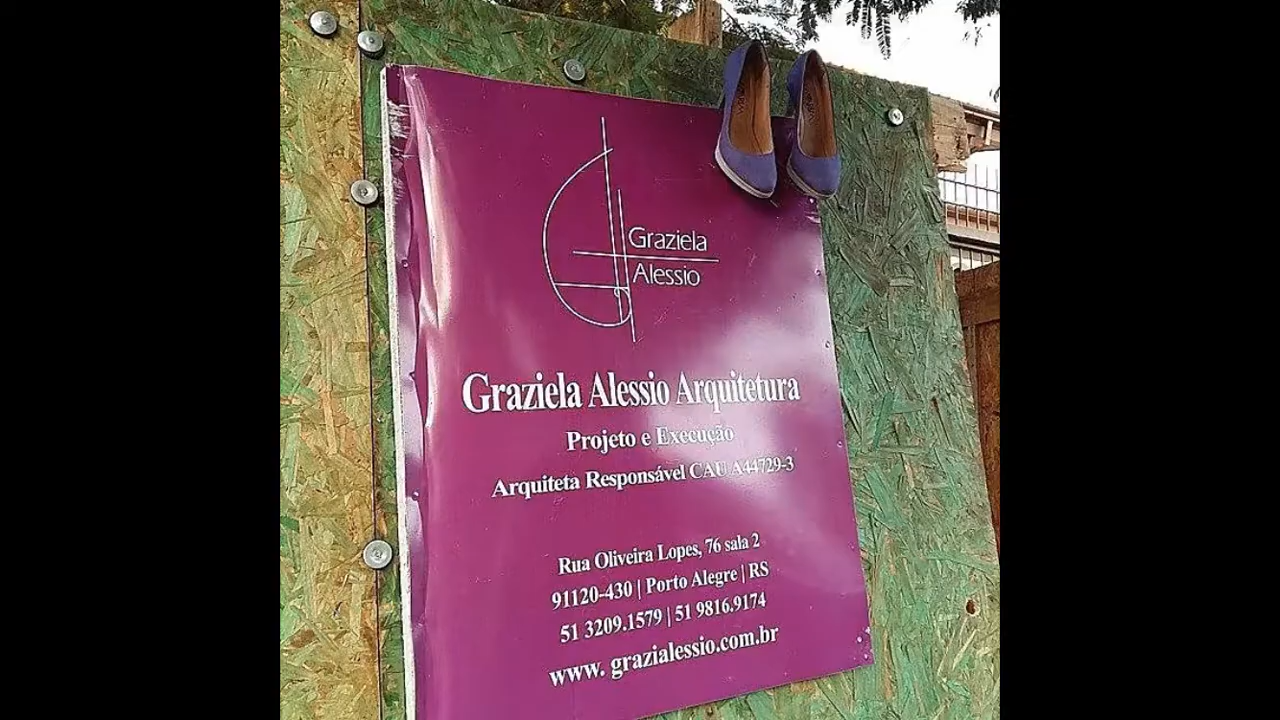 Graziela
Alessio
Graziela Alessio Arquitetura
Projeto e Execução
Arquiteta Responsável CAU A44729-3
Rua Oliveira Lopes, 76 sala 2
91120-430 | Porto Alegre | RS
51 3209.1579 | 51 9816.9174
www. grazialessio.com.br